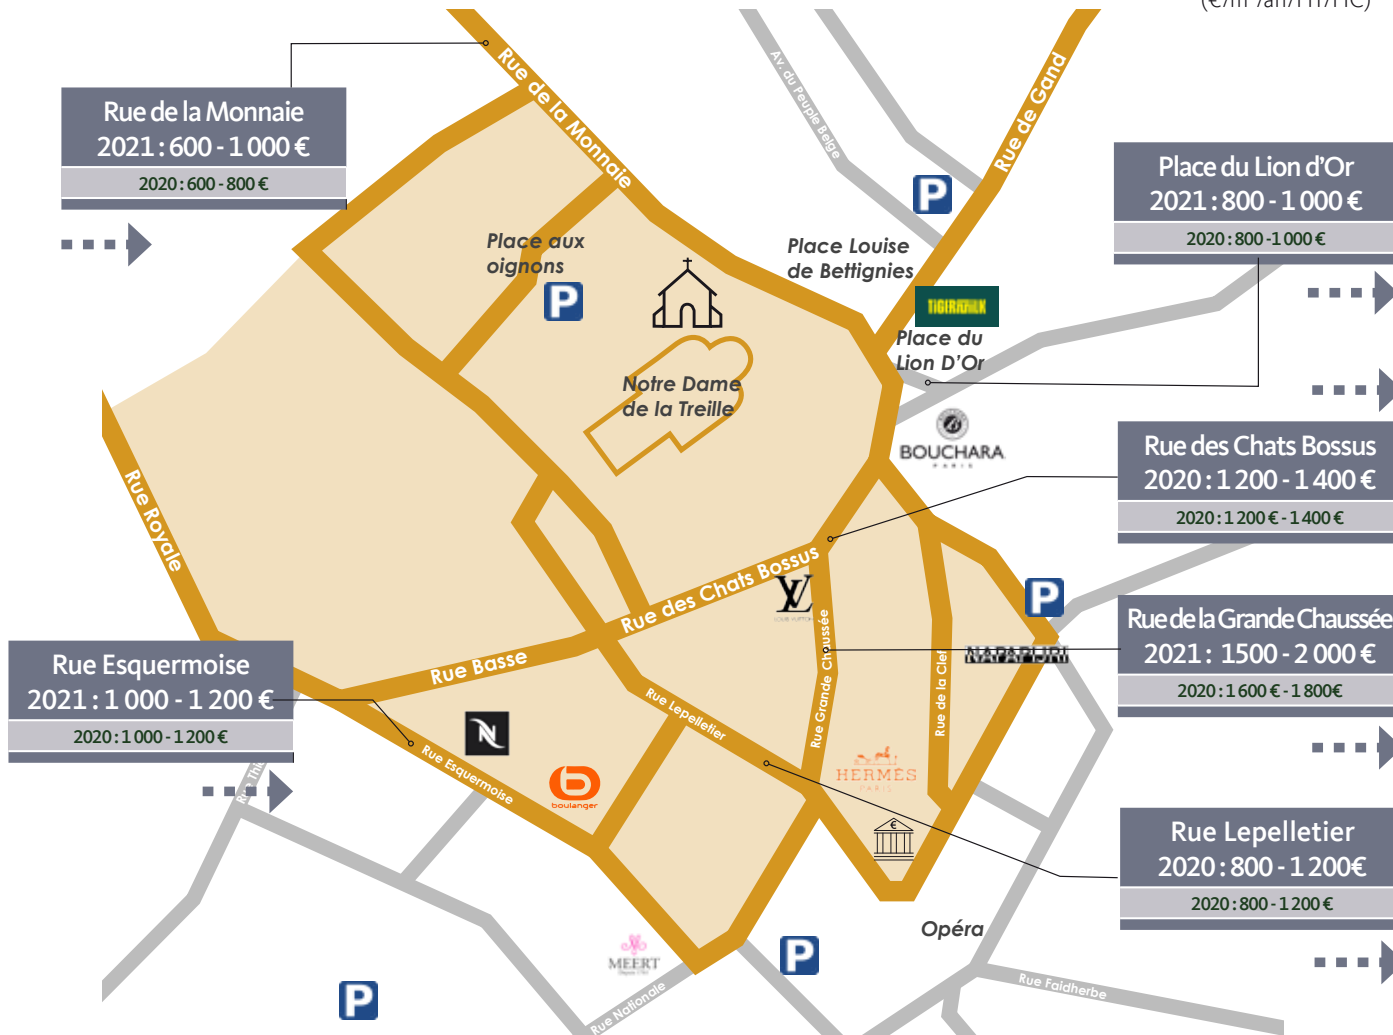 Rue de la Monnaie
2021 : 600 - 1 000 €
2020 : 600 - 800 €
Rue de la Monnaie
Av. du Peuple Belge
Rue de Gand
Place du Lion d'Or
2021 : 800 - 1 000 €
2020 : 800 - 1 000 €
P
Place aux
oignons
P
Place Louise
de Bettignies
TIGERMILK
Place du
Lion D'Or
Notre Dame
de la Treille
BOUCHARA
PARIS
Rue des Chats Bossus
2020 : 1 200 - 1 400 €
2020 : 1 200 € - 1 400 €
Rue Royale
Rue des Chats Bossus
LV
LOUIS VUITTON
P
Rue de la Grande Chaussée
2021 : 1500 - 2 000 €
2020 : 1 600 € - 1 800€
Rue Esquermoise
2021 : 1 000 - 1 200 €
2020 : 1 000 - 1 200 €
Rue Basse
Rue Lepelletier
Rue Grande Chaussée
Rue de la Clef
NAPAPIJRI
N
Rue Esquermoise
b
boulanger
HERMÈS
PARIS
€
Rue Lepelletier
2020 : 800 - 1 200€
2020 : 800 - 1 200 €
Opéra
MEERT
P
P
Rue Nationale
Rue Faidherbe